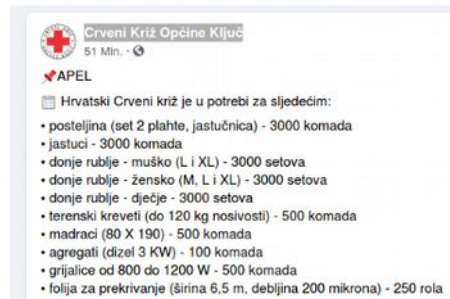 Crveni Križ Općine Ključ
51 Min. ·
📌APEL
🗒 Hrvatski Crveni križ je u potrebi za sljedećim:
• posteljina (set 2 plahte, jastučnica) - 3000 komada
• jastuci - 3000 komada
• donje rublje - muško (L i XL) - 3000 setova
• donje rublje - žensko (M, L i XL) - 3000 setova
• donje rublje - dječje - 3000 setova
• terenski kreveti (do 120 kg nosivosti) - 500 komada
• madraci (80 X 190) - 500 komada
• agregati (dizel 3 KW) - 100 komada
• grijalice od 800 do 1200 W - 500 komada
• folija za prekrivanje (širina 6,5 m, debljina 200 mikrona) - 250 rola